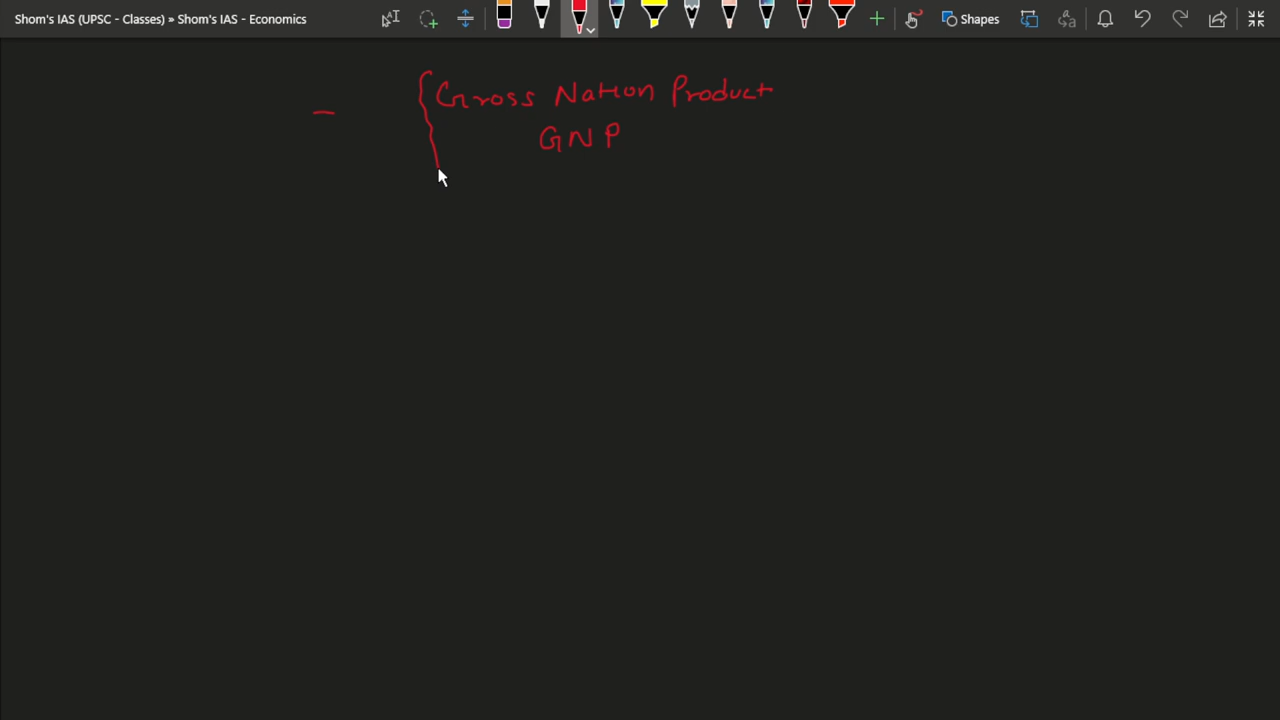 Shom's IAS (UPSC - Classes) » Shom's IAS - Economics
Shapes
Gross Nation Product
GNP